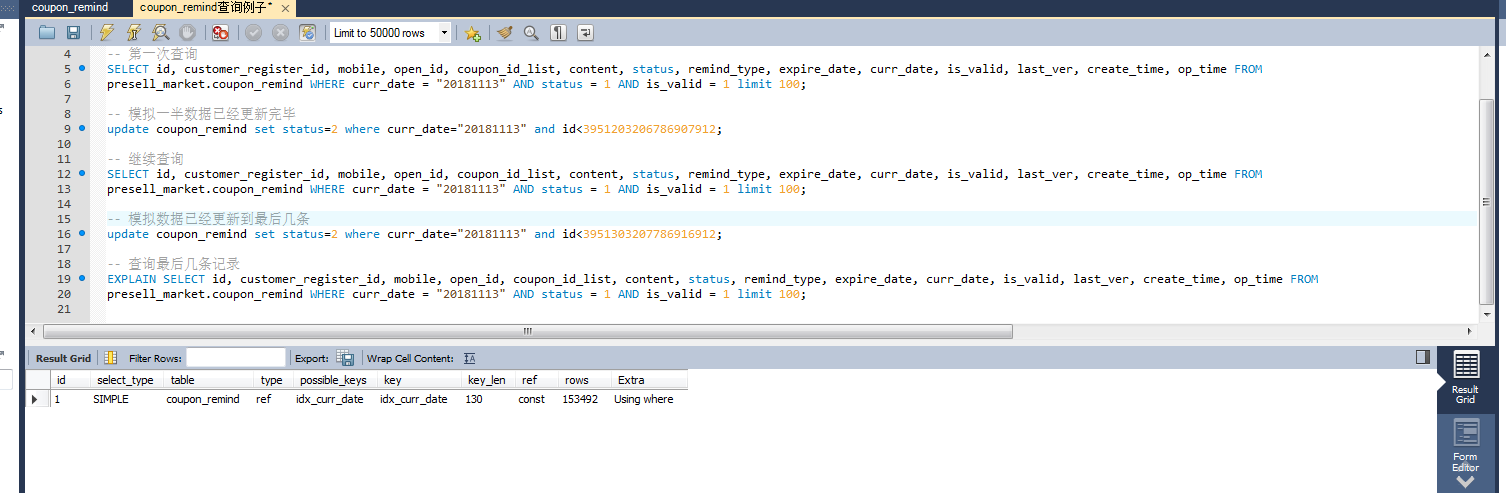 coupon_remind
coupon_remind查询例子*
Limit to 50000 rows
4 -- 第一次查询
5 SELECT id, customer_register_id, mobile, open_id, coupon_id_list, content, status, remind_type, expire_date, curr_date, is_valid, last_ver, create_time, op_time FROM
6 presell_market.coupon_remind WHERE curr_date = "20181113" AND status = 1 AND is_valid = 1 limit 100;
7
8 -- 模拟一半数据已经更新完毕
9 update coupon_remind set status=2 where curr_date="20181113" and id<3951203206786907912;
10
11 -- 继续查询
12 SELECT id, customer_register_id, mobile, open_id, coupon_id_list, content, status, remind_type, expire_date, curr_date, is_valid, last_ver, create_time, op_time FROM
13 presell_market.coupon_remind WHERE curr_date = "20181113" AND status = 1 AND is_valid = 1 limit 100;
14
15 -- 模拟数据已经更新到最后几条
16 update coupon_remind set status=2 where curr_date="20181113" and id<3951303207786916912;
17
18 -- 查询最后几条记录
19 EXPLAIN SELECT id, customer_register_id, mobile, open_id, coupon_id_list, content, status, remind_type, expire_date, curr_date, is_valid, last_ver, create_time, op_time FROM
20 presell_market.coupon_remind WHERE curr_date = "20181113" AND status = 1 AND is_valid = 1 limit 100;
21
Result Grid Filter Rows: Export: Wrap Cell Content:
id select_type table type possible_keys key key_len ref rows Extra
1 SIMPLE coupon_remind ref idx_curr_date idx_curr_date 130 const 153492 Using where
Result
Grid
Form
Editor